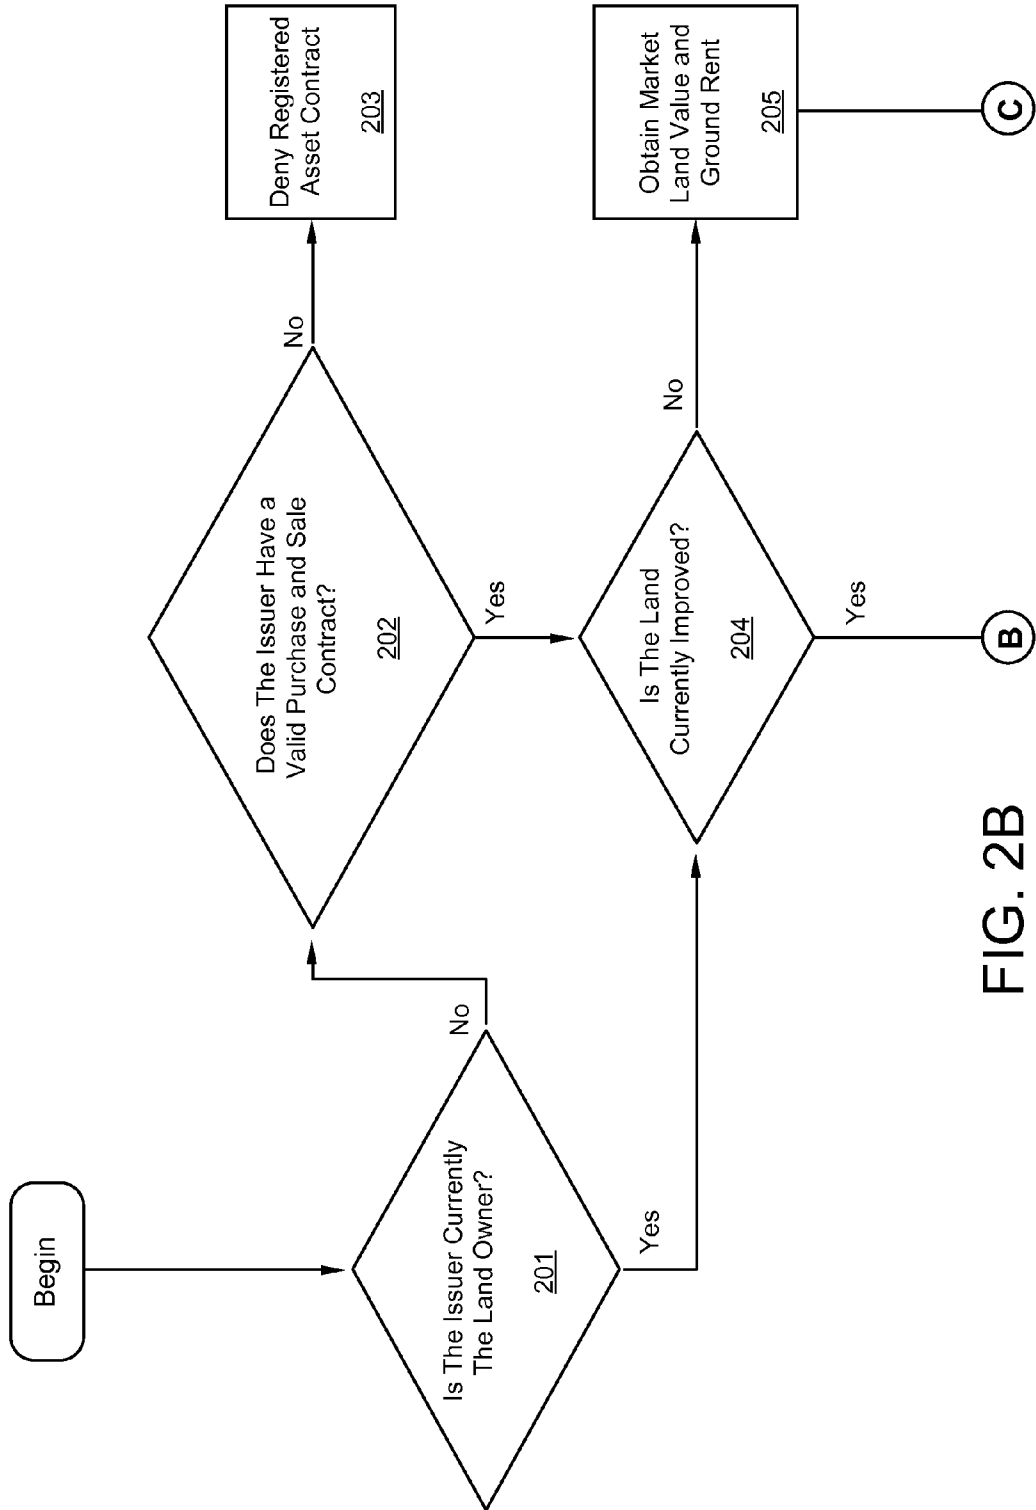 Begin
Is The Issuer Currently
The Land Owner?
201
No
Yes
Does The Issuer Have a
Valid Purchase and Sale
Contract?
202
No
Yes
Deny Registered
Asset Contract
203
Is The Land
Currently Improved?
204
No
Yes
Obtain Market
Land Value and
Ground Rent
205
B
C
FIG. 2B